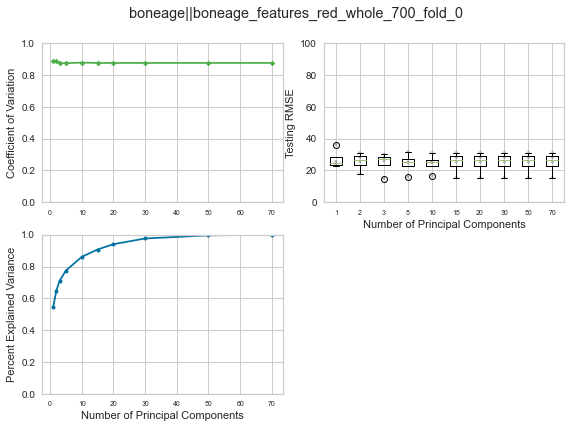 boneage||boneage_features_red_whole_700_fold_0
Coefficient of Variation
1.0
0.8
0.6
0.4
0.2
0.0
0 10 20 30 40 50 60 70
Testing RMSE
100
80
60
40
20
0
1 2 3 5 10 15 20 30 50 70
Number of Principal Components
Percent Explained Variance
1.0
0.8
0.6
0.4
0.2
0.0
0 10 20 30 40 50 60 70
Number of Principal Components